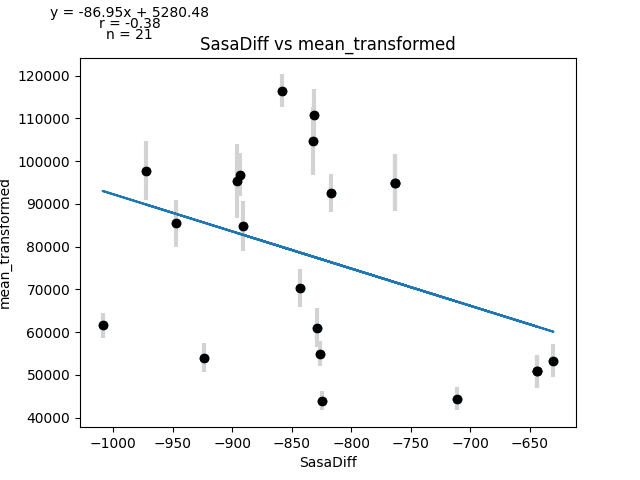 y = -86.95x + 5280.48
r = -0.38
n = 21
SasaDiff vs mean_transformed
120000
110000
100000
90000
80000
70000
60000
50000
40000
mean_transformed
−1000
−950
−900
−850
−800
−750
−700
−650
SasaDiff